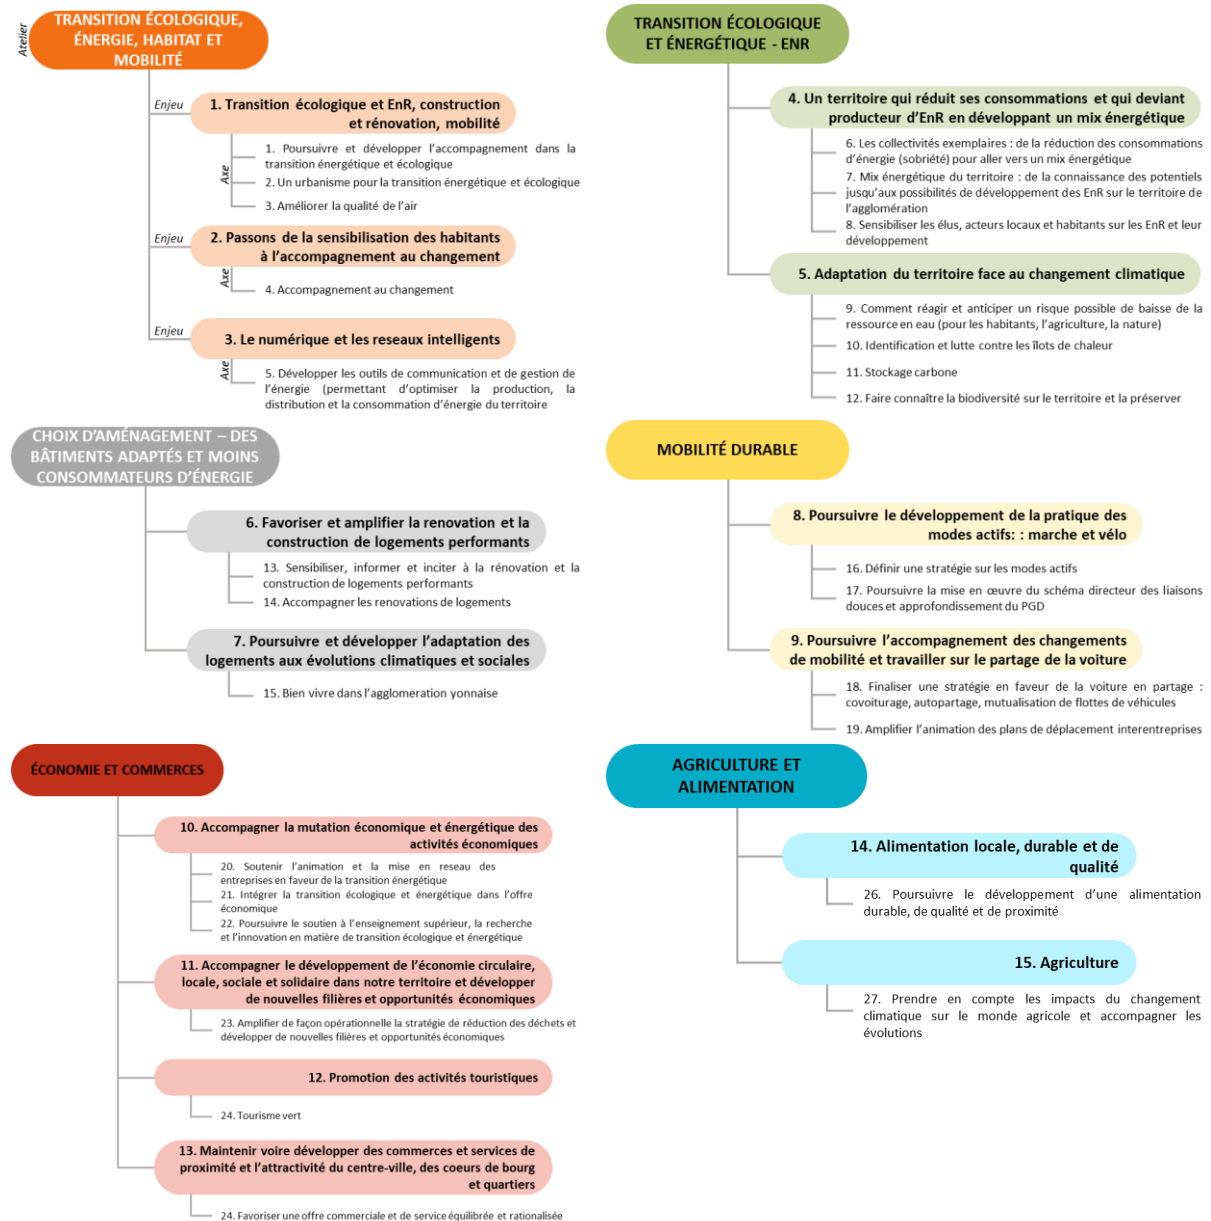 Atelier
TRANSITION ÉCOLOGIQUE,
ÉNERGIE, HABITAT ET
MOBILITÉ
Enjeu
1. Transition écologique et EnR, construction
et rénovation, mobilité
Axe
1. Poursuivre et développer l'accompagnement dans la
transition énergétique et écologique
2. Un urbanisme pour la transition énergétique et écologique
3. Améliorer la qualité de l'air
Enjeu
2. Passons de la sensibilisation des habitants
à l'accompagnement au changement
Axe
4. Accompagnement au changement
Enjeu
3. Le numérique et les reseaux intelligents
Axe
5. Développer les outils de communication et de gestion de
l'énergie (permettant d'optimiser la production, la
distribution et la consommation d'énergie du territoire
TRANSITION ÉCOLOGIQUE
ET ÉNERGÉTIQUE - ENR
4. Un territoire qui réduit ses consommations et qui deviant
producteur d'EnR en développant un mix énergétique
6. Les collectivités exemplaires : de la réduction des consommations
d'énergie (sobriété) pour aller vers un mix énergétique
7. Mix énergétique du territoire : de la connaissance des potentiels
jusqu'aux possibilités de développement des EnR sur le territoire de
l'agglomération
8. Sensibiliser les élus, acteurs locaux et habitants sur les EnR et leur
développement
5. Adaptation du territoire face au changement climatique
9. Comment réagir et anticiper un risque possible de baisse de la
ressource en eau (pour les habitants, l'agriculture, la nature)
10. Identification et lutte contre les îlots de chaleur
11. Stockage carbone
12. Faire connaître la biodiversité sur le territoire et la préserver
CHOIX D'AMÉNAGEMENT – DES
BÂTIMENTS ADAPTÉS ET MOINS
CONSOMMATEURS D'ÉNERGIE
6. Favoriser et amplifier la renovation et la
construction de logements performants
13. Sensibiliser, informer et inciter à la rénovation et la
construction de logements performants
14. Accompagner les renovations de logements
7. Poursuivre et développer l'adaptation des
logements aux évolutions climatiques et sociales
15. Bien vivre dans l'agglomeration yonnaise
MOBILITÉ DURABLE
8. Poursuivre le développement de la pratique des
modes actifs: : marche et vélo
16. Définir une stratégie sur les modes actifs
17. Poursuivre la mise en œuvre du schéma directeur des liaisons
douces et approfondissement du PGD
9. Poursuivre l'accompagnement des changements
de mobilité et travailler sur le partage de la voiture
18. Finaliser une stratégie en faveur de la voiture en partage :
covoiturage, autopartage, mutualisation de flottes de véhicules
19. Amplifier l'animation des plans de déplacement interentreprises
ÉCONOMIE ET COMMERCES
10. Accompagner la mutation économique et énergétique des
activités économiques
20. Soutenir l'animation et la mise en reseau des
entreprises en faveur de la transition énergétique
21. Intégrer la transition écologique et énergétique dans l'offre
économique
22. Poursuivre le soutien à l'enseignement supérieur, la recherche
et l'innovation en matière de transition écologique et énergétique
11. Accompagner le développement de l'économie circulaire,
locale, sociale et solidaire dans notre territoire et développer
de nouvelles filières et opportunités économiques
23. Amplifier de façon opérationnelle la stratégie de réduction des déchets et
développer de nouvelles filières et opportunités économiques
12. Promotion des activités touristiques
24. Tourisme vert
13. Maintenir voire développer des commerces et services de
proximité et l'attractivité du centre-ville, des coeurs de bourg
et quartiers
24. Favoriser une offre commerciale et de service équilibrée et rationalisée
AGRICULTURE ET
ALIMENTATION
14. Alimentation locale, durable et de
qualité
26. Poursuivre le développement d'une alimentation
durable, de qualité et de proximité
15. Agriculture
27. Prendre en compte les impacts du changement
climatique sur le monde agricole et accompagner les
évolutions